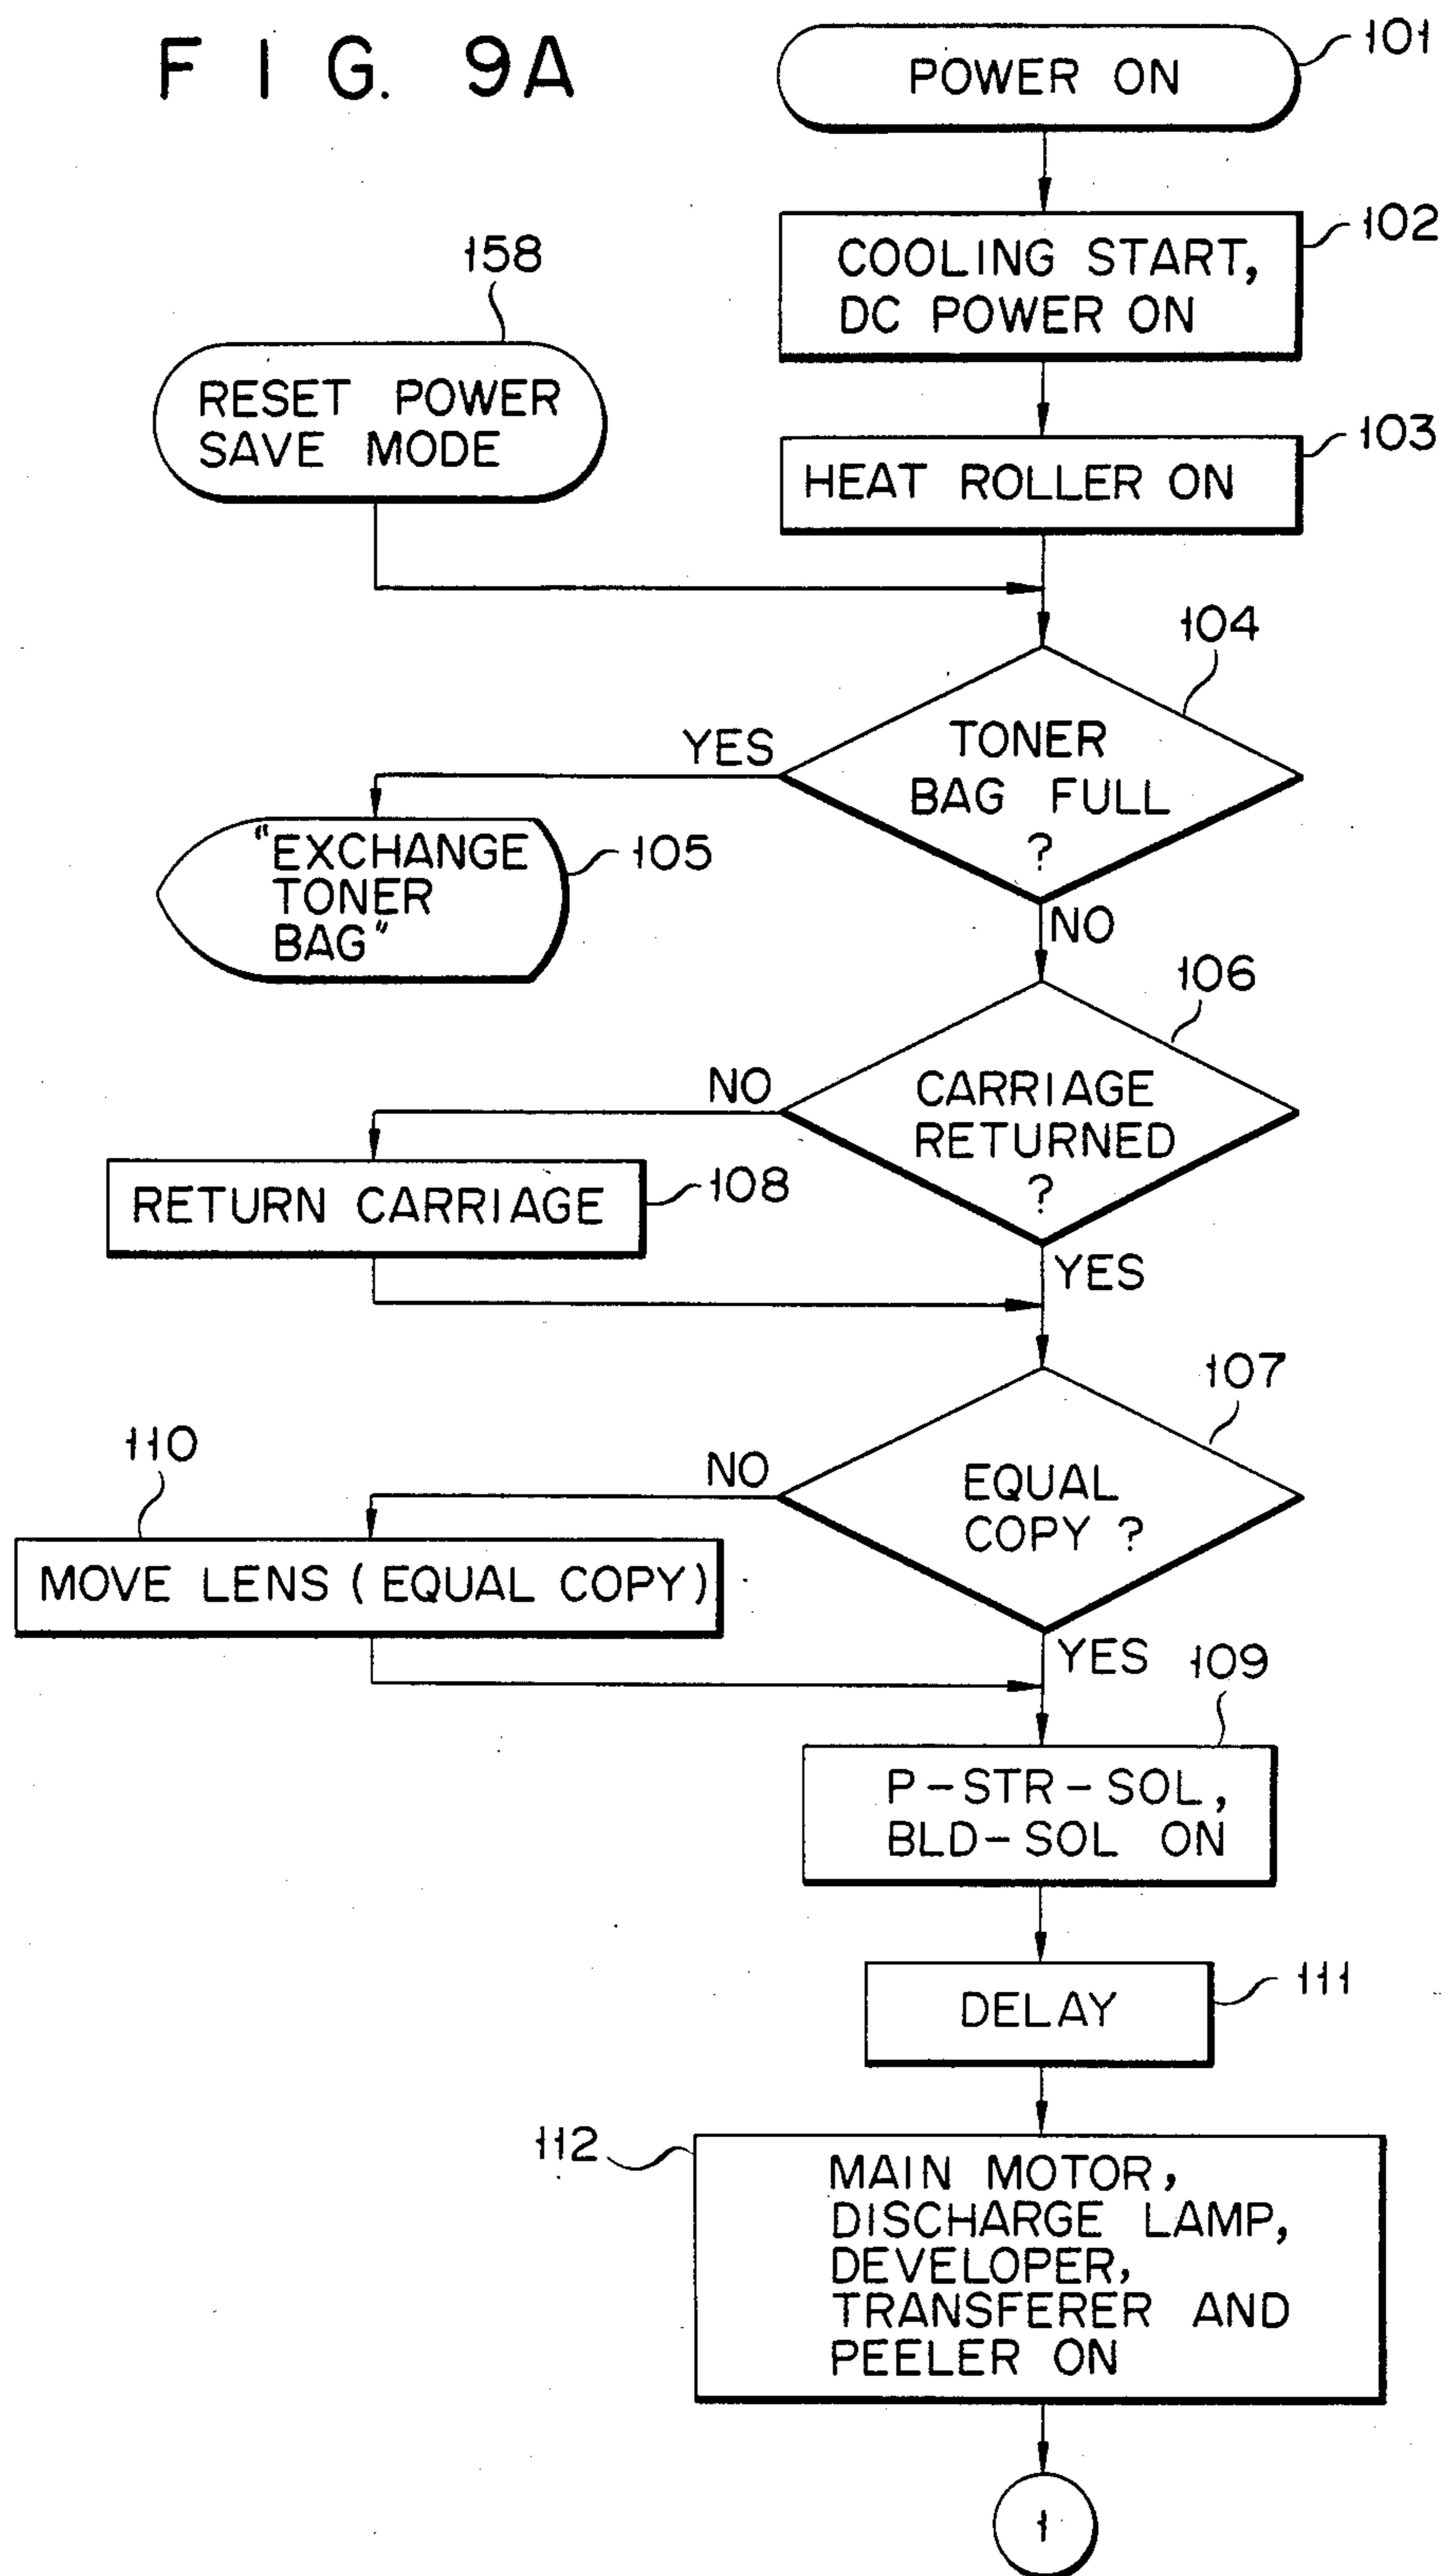 FIG. 9A
POWER ON
101
COOLING START,
DC POWER ON
102
158
RESET POWER
SAVE MODE
HEAT ROLLER ON
103
104
TONER
BAG FULL
?
YES
"EXCHANGE
TONER
BAG"
105
NO
106
CARRIAGE
RETURNED
?
NO
RETURN CARRIAGE
108
YES
107
EQUAL
COPY ?
NO
110
MOVE LENS (EQUAL COPY)
YES
109
P-STR-SOL,
BLD-SOL ON
DELAY
111
112
MAIN MOTOR,
DISCHARGE LAMP,
DEVELOPER,
TRANSFERER AND
PEELER ON
1